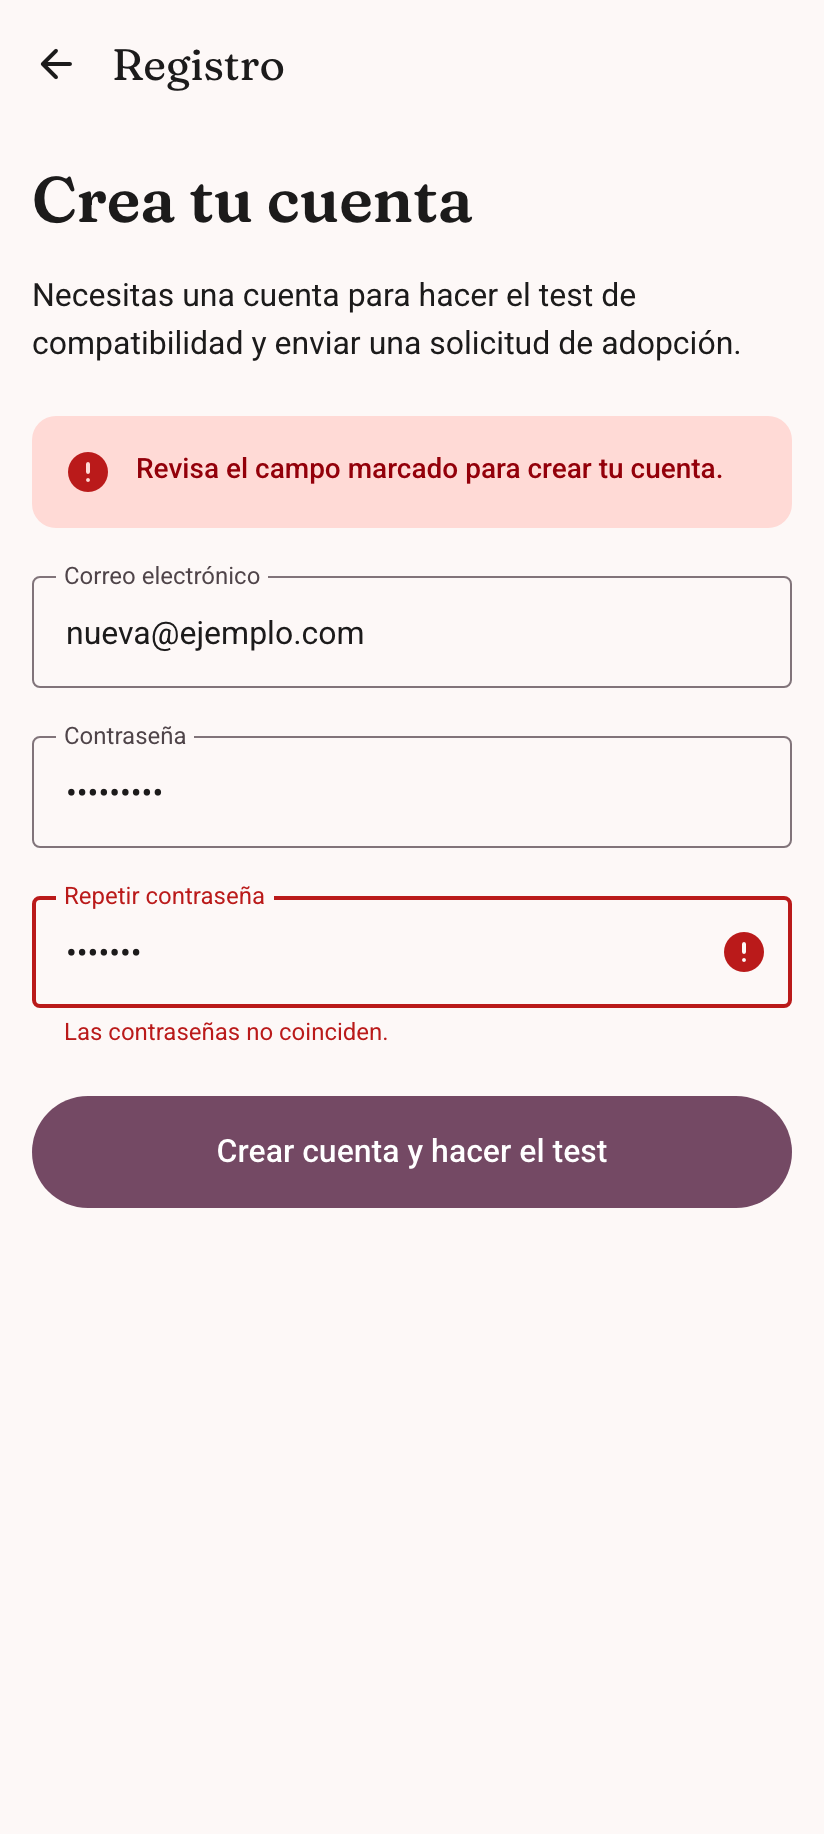 Registro
Crea tu cuenta
Necesitas una cuenta para hacer el test de
compatibilidad y enviar una solicitud de adopción.
Revisa el campo marcado para crear tu cuenta.
Correo electrónico
nueva@ejemplo.com
Contraseña
•••••••••
Repetir contraseña
•••••••
Las contraseñas no coinciden.
Crear cuenta y hacer el test